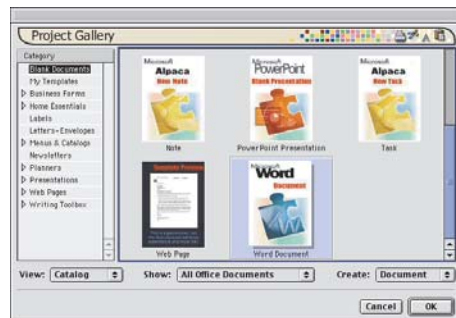 Project Gallery
Category
Blank Documents
My Templates
Business Forms
Home Essentials
Labels
Letters-Envelopes
Menus & Catalogs
Newsletters
Planners
Presentations
Web Pages
Writing Toolbox
Microsoft
Alpaca
New Note
Note
Microsoft
PowerPoint
Blank Presentation
PowerPoint Presentation
Microsoft
Alpaca
New Task
Task
Template Preview
Web Page
Microsoft
Word
Document
Word Document
View: Catalog
Show: All Office Documents
Create: Document
Cancel
OK